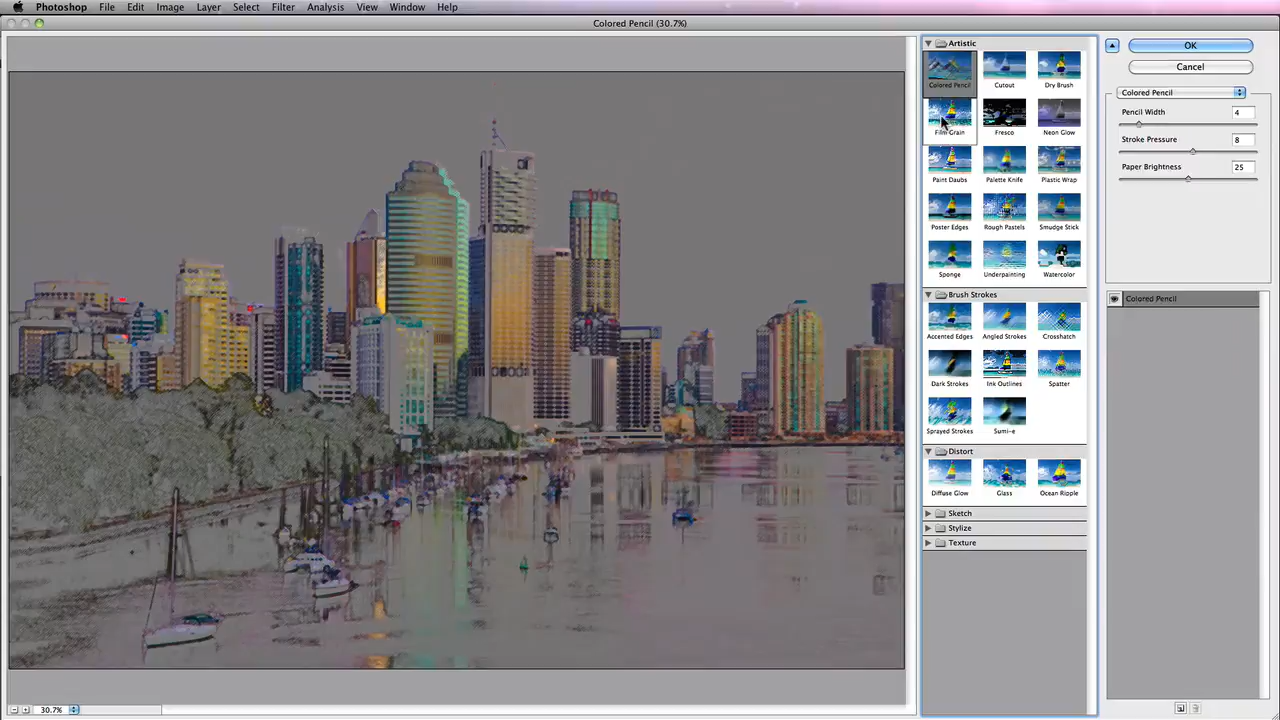 Photoshop File Edit Image Layer Select Filter Analysis View Window Help
Colored Pencil (30.7%)
Artistic
Colored Pencil Cutout Dry Brush
Film Grain Fresco Neon Glow
Paint Daubs Palette Knife Plastic Wrap
Poster Edges Rough Pastels Smudge Stick
Sponge Underpainting Watercolor
Brush Strokes
Accented Edges Angled Strokes Crosshatch
Dark Strokes Ink Outlines Spatter
Sprayed Strokes Sumi-e
Distort
Diffuse Glow Glass Ocean Ripple
Sketch
Stylize
Texture
OK
Cancel
Colored Pencil
Pencil Width 4
Stroke Pressure 8
Paper Brightness 25
Colored Pencil
30.7%